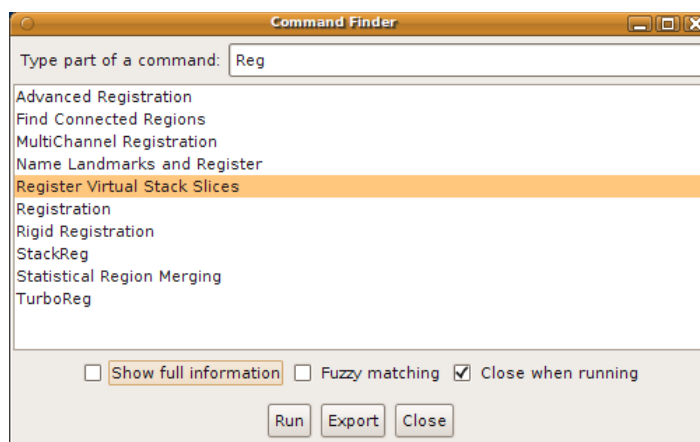 Command Finder
Type part of a command: Reg
Advanced Registration
Find Connected Regions
MultiChannel Registration
Name Landmarks and Register
Register Virtual Stack Slices
Registration
Rigid Registration
StackReg
Statistical Region Merging
TurboReg
Show full information Fuzzy matching Close when running
Run Export Close